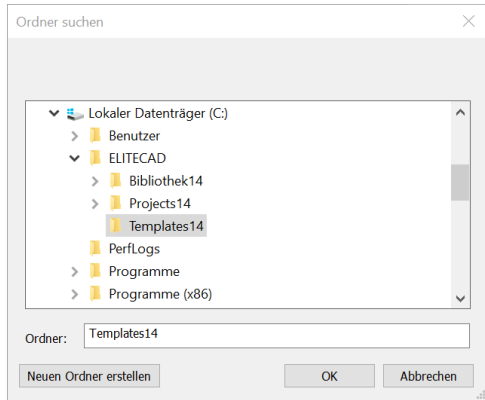 Ordner suchen
Lokaler Datenträger (C:)
Benutzer
ELITECAD
Bibliothek14
Projects14
Templates14
PerfLogs
Programme
Programme (x86)
Ordner: Templates14
Neuen Ordner erstellen OK Abbrechen